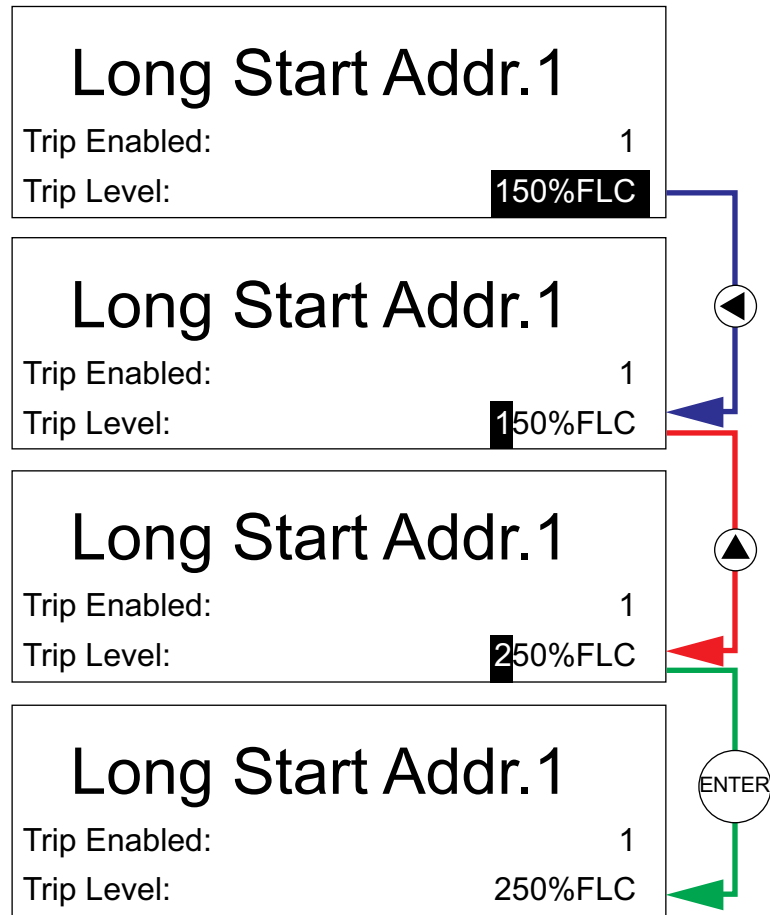 Long Start Addr.1
Trip Enabled: 1
Trip Level: 150%FLC
Long Start Addr.1
Trip Enabled: 1
Trip Level: 150%FLC
Long Start Addr.1
Trip Enabled: 1
Trip Level: 250%FLC
ENTER
Long Start Addr.1
Trip Enabled: 1
Trip Level: 250%FLC